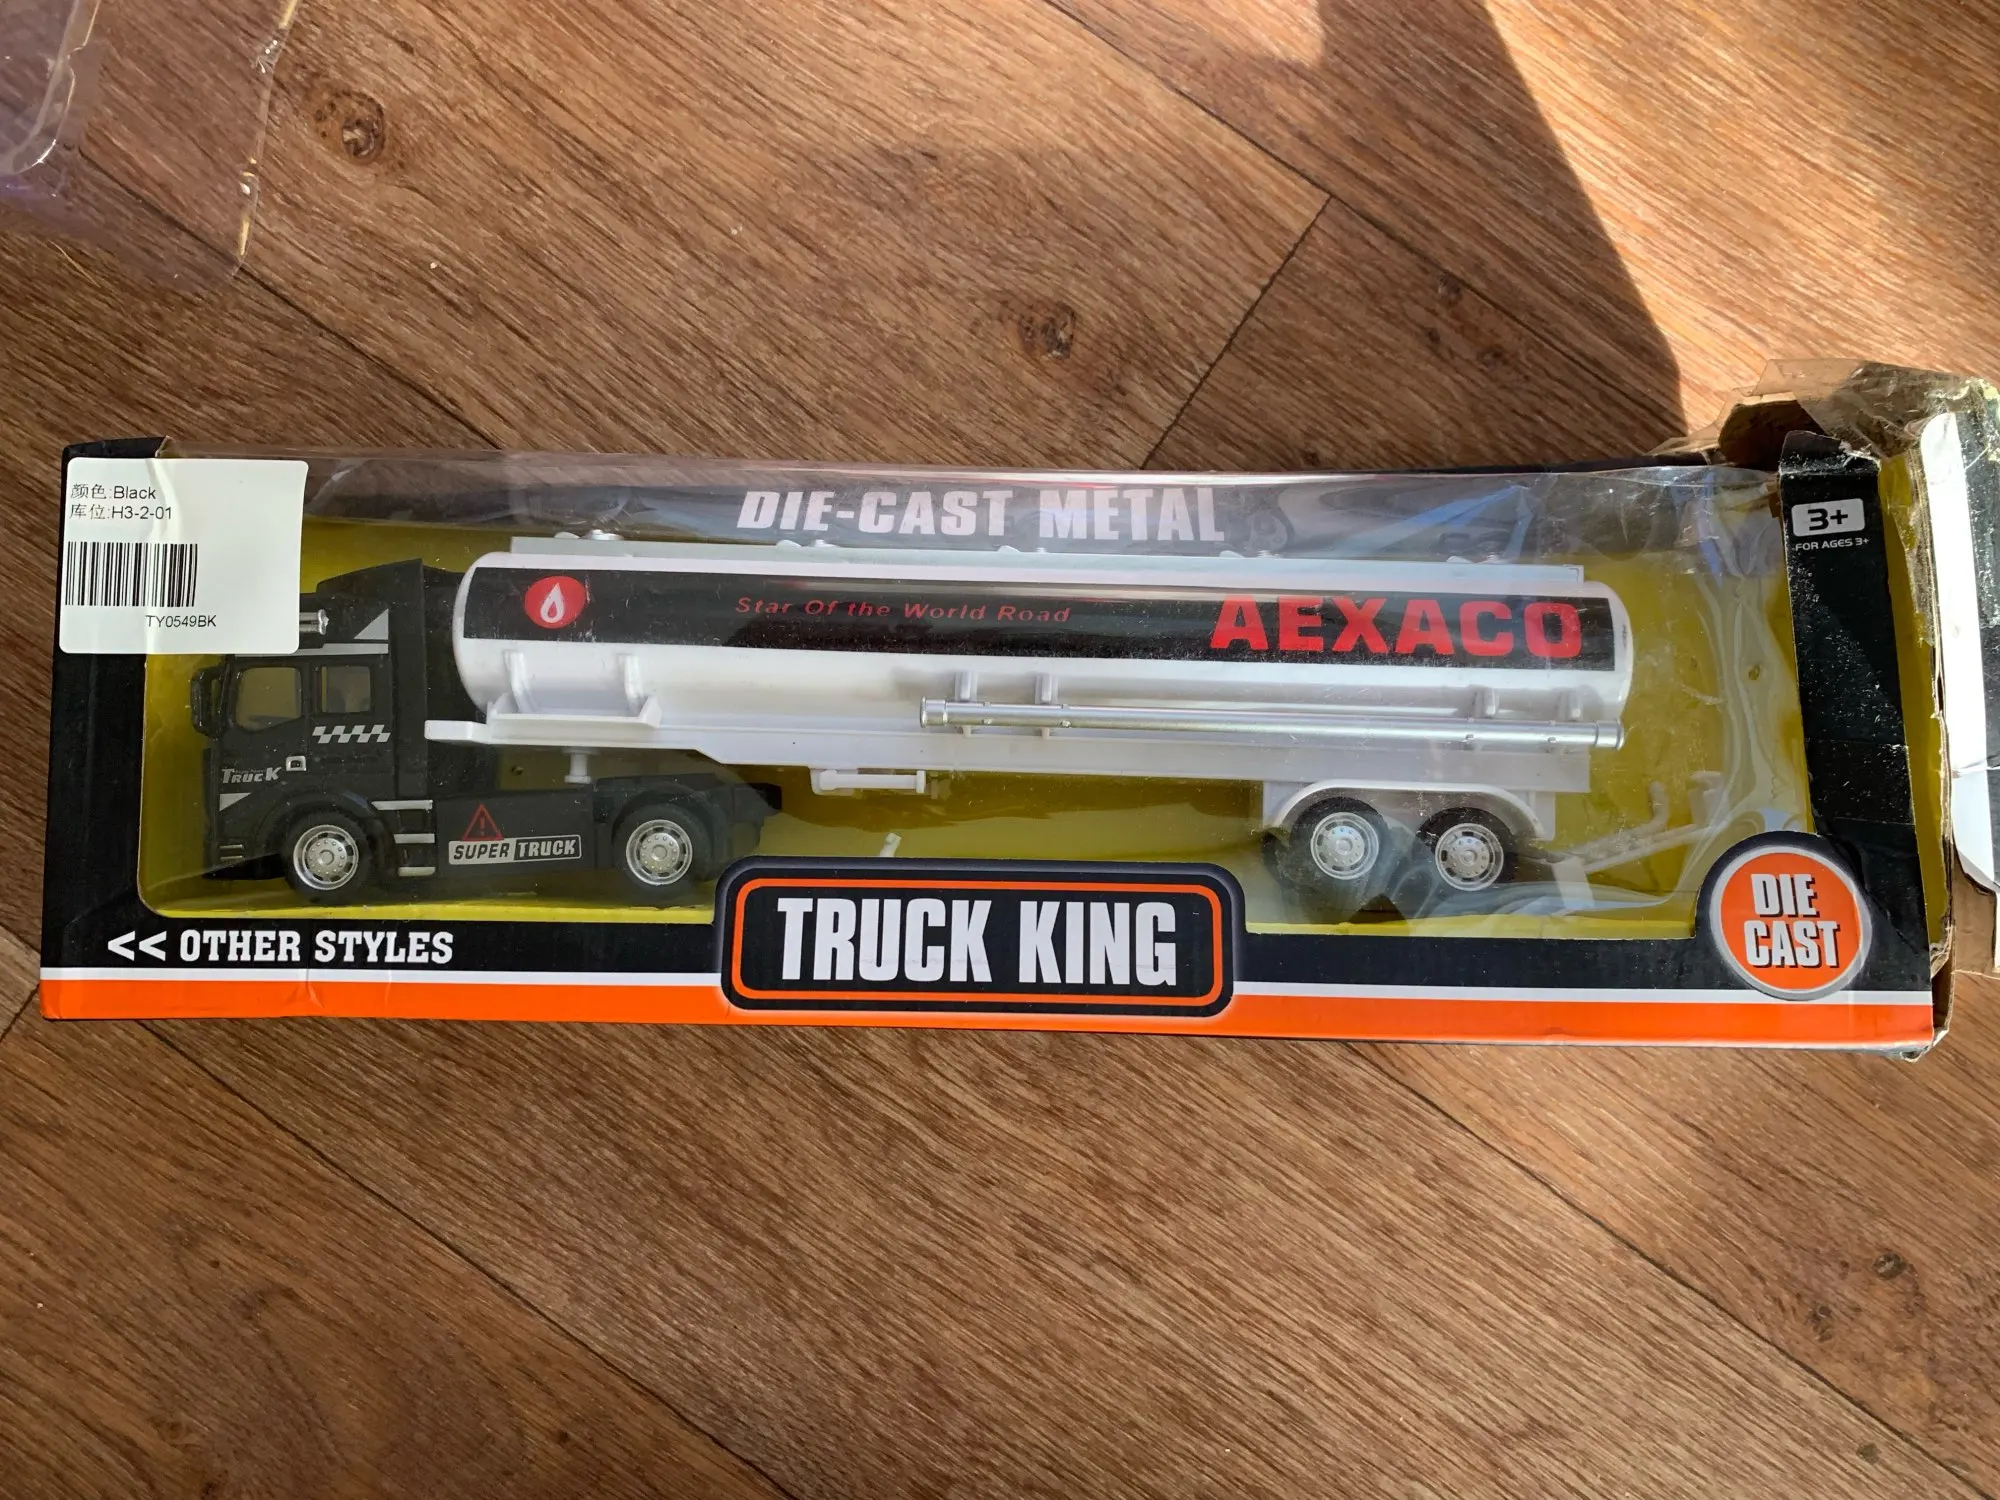 颜色:Black
库位:H3-2-01
TY0549BK
DIE-CAST METAL
3+
FOR AGES 3+
Star Of the World Road
AEXACO
TRUCK
SUPER TRUCK
<< OTHER STYLES
TRUCK KING
DIE
CAST